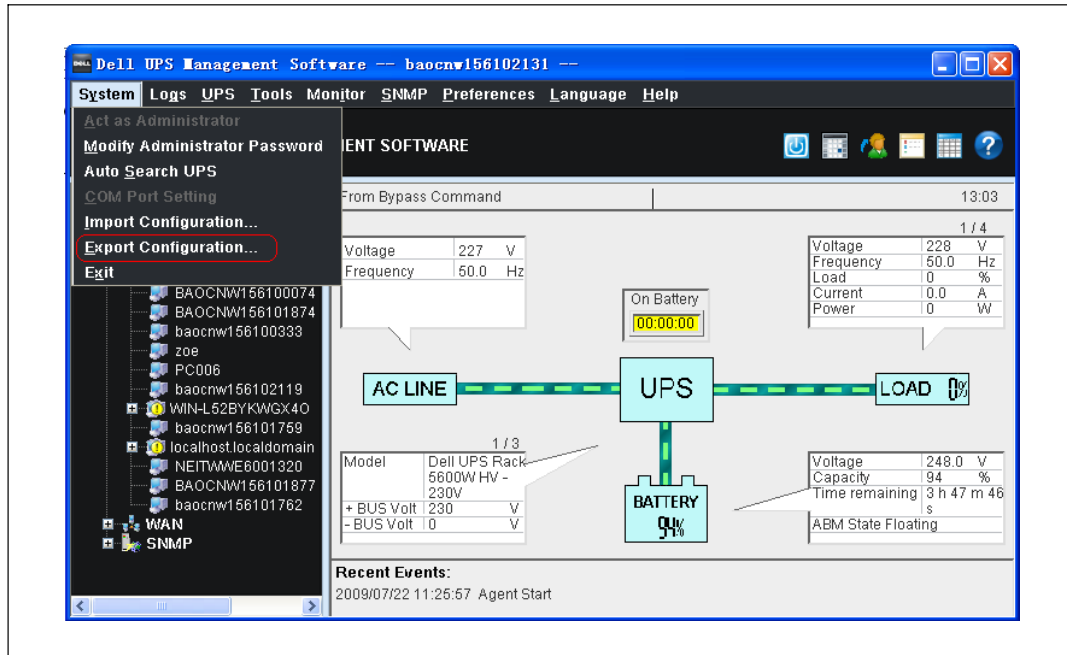 Dell UPS Management Software -- baocnw156102131 --
System Logs UPS Tools Monitor SNMP Preferences Language Help
Act as Administrator
Modify Administrator Password
Auto Search UPS
COM Port Setting
Import Configuration...
Export Configuration...
Exit
IENT SOFTWARE
From Bypass Command
13:03
BAOCNW156100074
BAOCNW156101874
baocnw156100333
zoe
PC006
baocnw156102119
WIN-L52BYKWGX4O
baocnw156101759
localhost.localdomain
NEITWWE6001320
BAOCNW156101877
baocnw156101762
WAN
SNMP
Voltage 227 V
Frequency 50.0 Hz
1 / 4
Voltage 228 V
Frequency 50.0 Hz
Load 0 %
Current 0.0 A
Power 0 W
On Battery
00:00:00
AC LINE
UPS
LOAD 0%
1 / 3
Model Dell UPS Rack
5600W HV -
230V
+ BUS Volt 230 V
- BUS Volt 0 V
BATTERY
94%
Voltage 248.0 V
Capacity 94 %
Time remaining 3 h 47 m 46
s
ABM State Floating
Recent Events:
2009/07/22 11:25:57 Agent Start